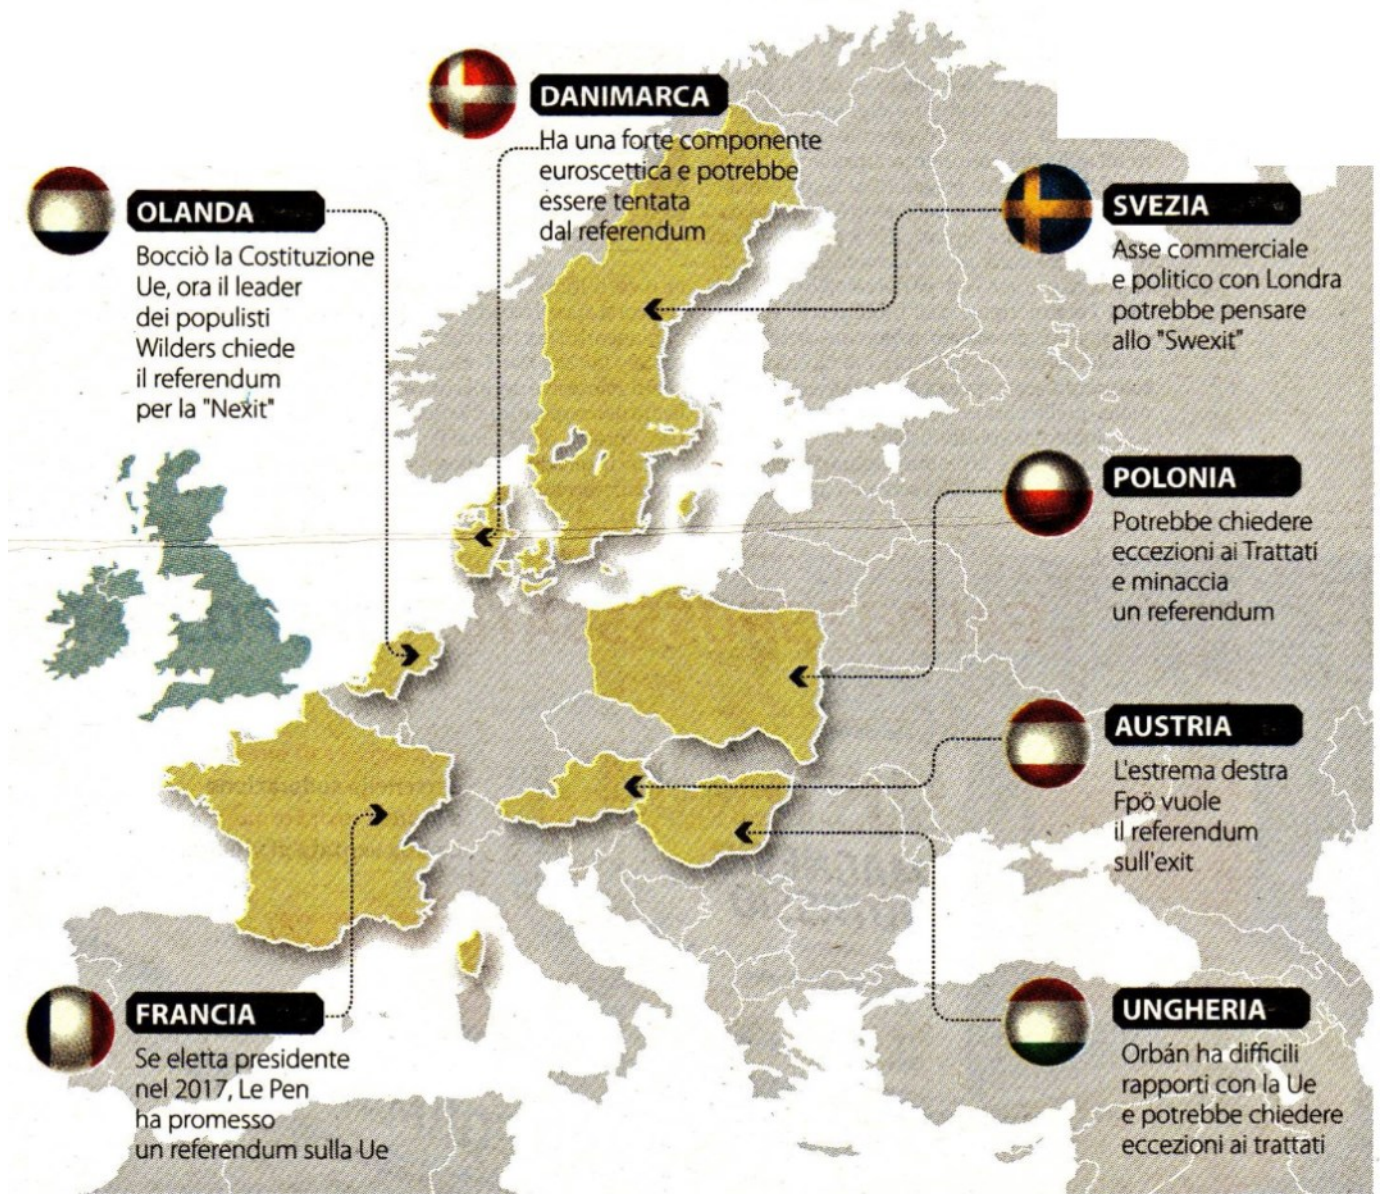 DANIMARCA
Ha una forte componente
euroscettica e potrebbe
essere tentata
dal referendum
OLANDA
Bocciò la Costituzione
Ue, ora il leader
dei populisti
Wilders chiede
il referendum
per la "Nexit"
SVEZIA
Asse commerciale
e politico con Londra
potrebbe pensare
allo "Swexit"
POLONIA
Potrebbe chiedere
eccezioni ai Trattati
e minaccia
un referendum
AUSTRIA
L'estrema destra
Fpö vuole
il referendum
sull'exit
FRANCIA
Se eletta presidente
nel 2017, Le Pen
ha promesso
un referendum sulla Ue
UNGHERIA
Orbán ha difficili
rapporti con la Ue
e potrebbe chiedere
eccezioni ai trattati